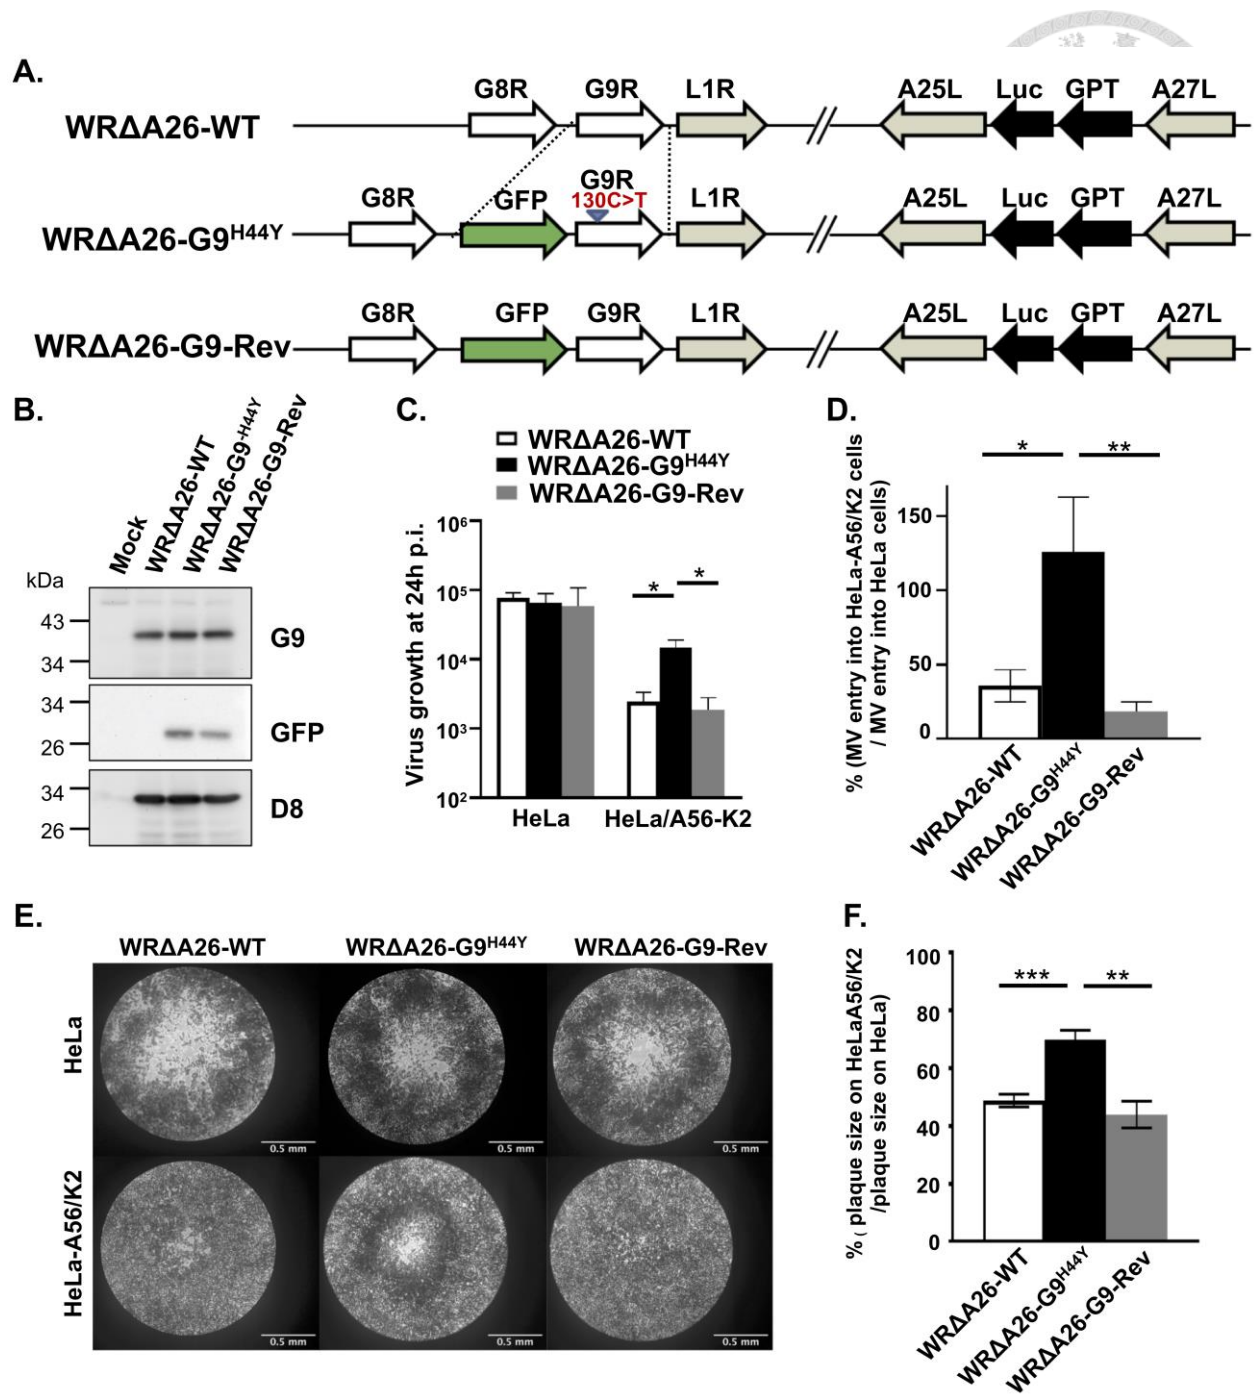 A.
G8R G9R L1R A25L Luc GPT A27L
WRΔA26-WT
G9R
G8R GFP 130C>T L1R A25L Luc GPT A27L
WRΔA26-G9H44Y
G8R GFP G9R L1R A25L Luc GPT A27L
WRΔA26-G9-Rev
B.
Mock
WRΔA26-WT
WRΔA26-G9-H44Y
WRΔA26-G9-Rev
kDa
43
34
G9
34
26
GFP
34
26
D8
C.
WRΔA26-WT
WRΔA26-G9H44Y
WRΔA26-G9-Rev
Virus growth at 24h p.i.
10⁶
10⁵
10⁴
10³
10²
* *
HeLa HeLa/A56-K2
D.
% (MV entry into HeLa-A56/K2 cells
/ MV entry into HeLa cells)
* **
150
100
50
0
WRΔA26-WT
WRΔA26-G9H44Y
WRΔA26-G9-Rev
E.
WRΔA26-WT WRΔA26-G9H44Y WRΔA26-G9-Rev
HeLa
0.5 mm 0.5 mm 0.5 mm
HeLa-A56/K2
0.5 mm 0.5 mm 0.5 mm
F.
% ( plaque size on HeLaA56/K2
/plaque size on HeLa)
*** **
100
80
60
40
20
0
WRΔA26-WT
WRΔA26-G9H44Y
WRΔA26-G9-Rev